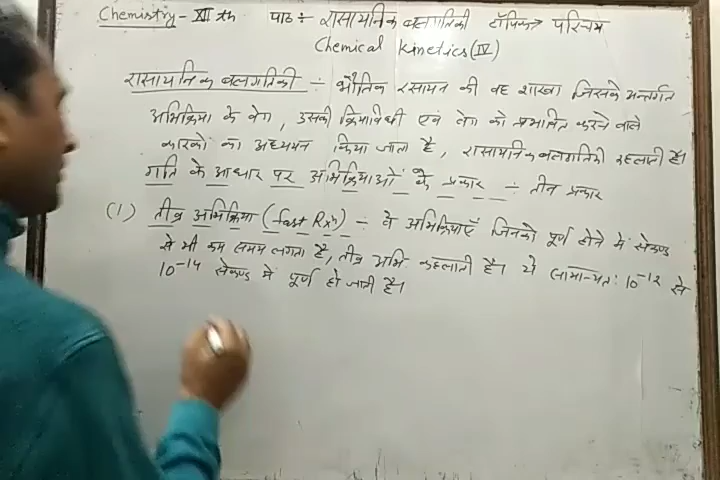 Chemistry - XII th पाठ ÷ रासायनिक बलगतिकी टॉपिक → परिचय
Chemical Kinetics (IV)
रासायनिक बलगतिकी ÷ भौतिक रसायन की वह शाखा जिसके अन्तर्गत
अभिक्रिया के वेग, उसकी क्रियाविधी एवं वेग को प्रभावित करने वाले
कारकों का अध्ययन किया जाता है, रासायनिक बलगतिकी कहलाती है।
गति के आधार पर अभिक्रियाओं के प्रकार ÷ तीन प्रकार
(1) तीव्र अभिक्रिया (fast Rxⁿ) ÷ वे अभिक्रियाएँ जिनको पूर्ण होने में सेकण्ड
से भी कम समय लगता है, तीव्र अभि. कहलाती है। ये सामान्यतः 10⁻¹² से
10⁻¹⁴ सेकण्ड में पूर्ण हो जाती है।